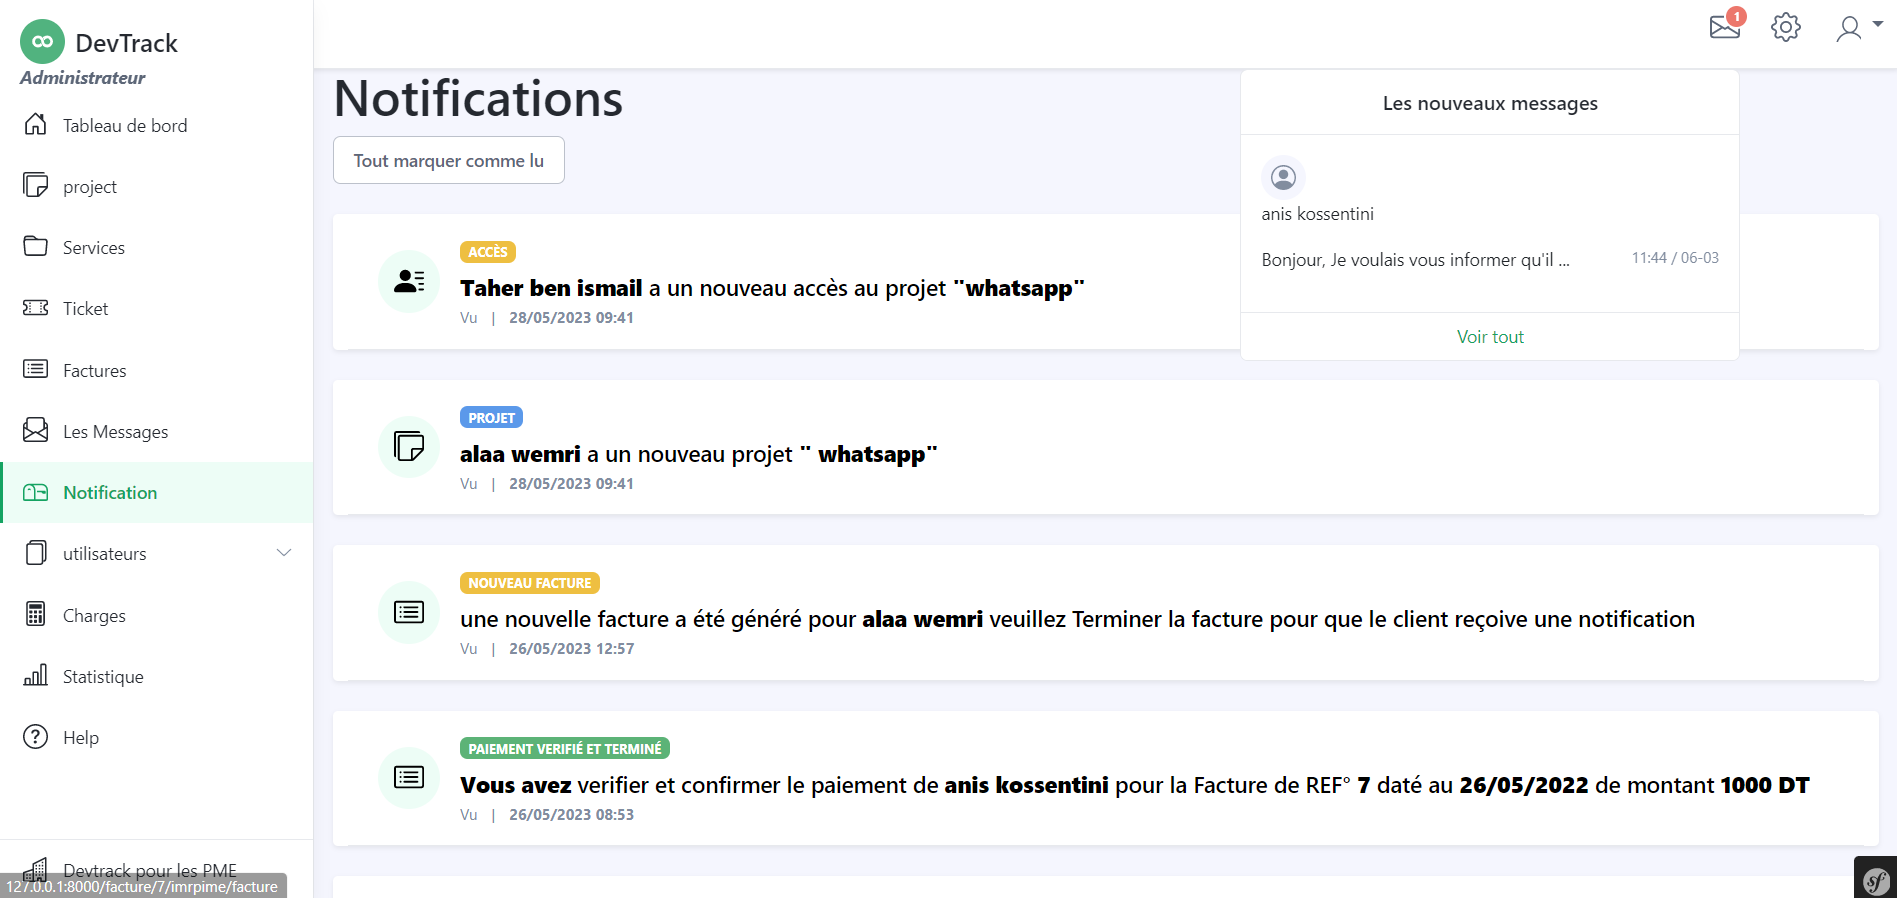 DevTrack
Administrateur
Tableau de bord
project
Services
Ticket
Factures
Les Messages
Notification
utilisateurs
Charges
Statistique
Help
Devtrack pour les PME
127.0.0.1:8000/facture/7/imrpime/facture
1
Notifications
Tout marquer comme lu
Les nouveaux messages
anis kossentini
Bonjour, Je voulais vous informer qu'il ... 11:44 / 06-03
Voir tout
ACCÈS
Taher ben ismail a un nouveau accès au projet "whatsapp"
Vu | 28/05/2023 09:41
PROJET
alaa wemri a un nouveau projet " whatsapp"
Vu | 28/05/2023 09:41
NOUVEAU FACTURE
une nouvelle facture a été généré pour alaa wemri veuillez Terminer la facture pour que le client reçoive une notification
Vu | 26/05/2023 12:57
PAIEMENT VERIFIÉ ET TERMINÉ
Vous avez verifier et confirmer le paiement de anis kossentini pour la Facture de REF° 7 daté au 26/05/2022 de montant 1000 DT
Vu | 26/05/2023 08:53
sf